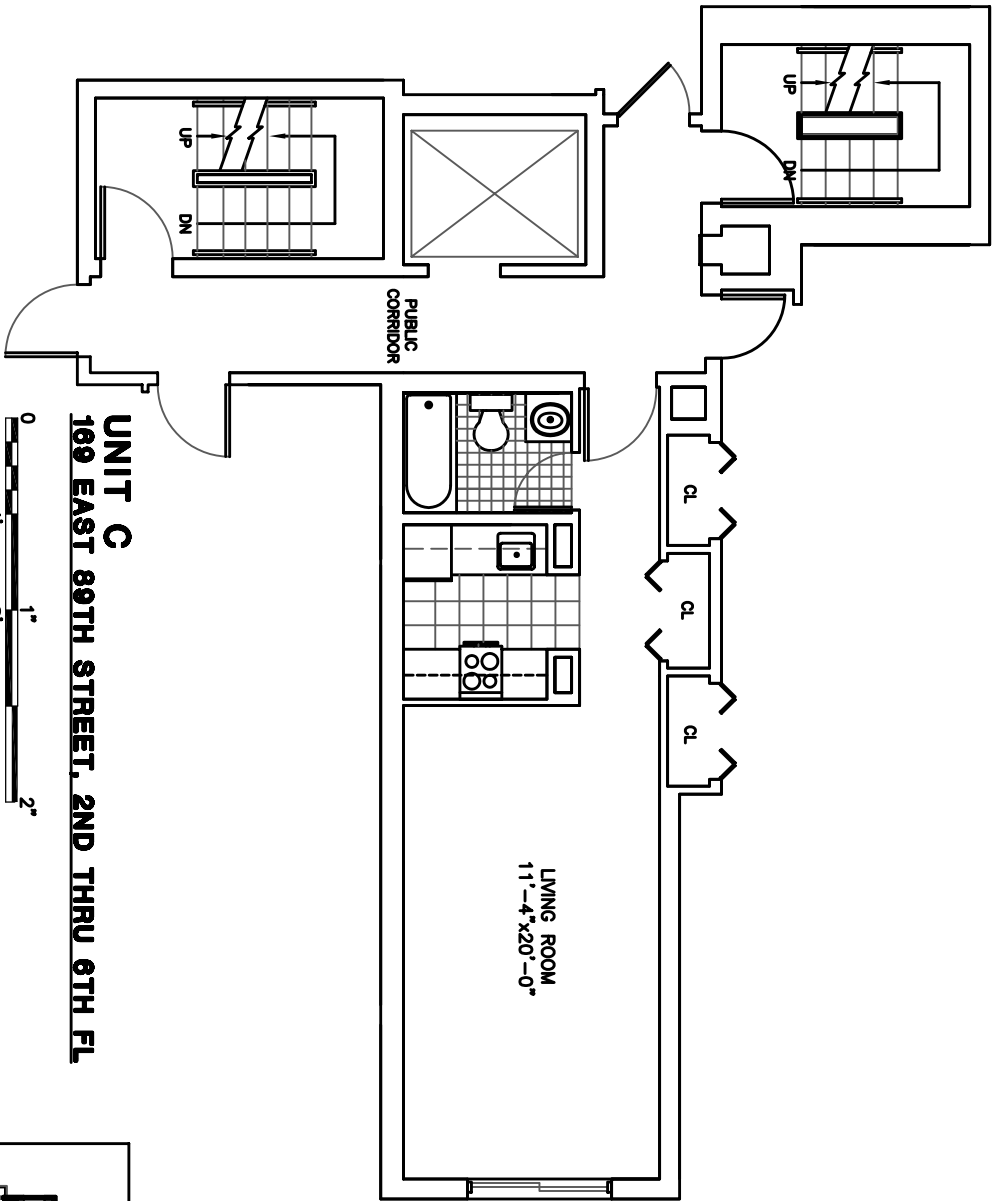 UP
DN
UP
DN
PUBLIC
CORRIDOR
CL
CL
CL
LIVING ROOM
11'-4"x20'-0"
UNIT C
169 EAST 89TH STREET, 2ND THRU 6TH FL
0
1"
2"